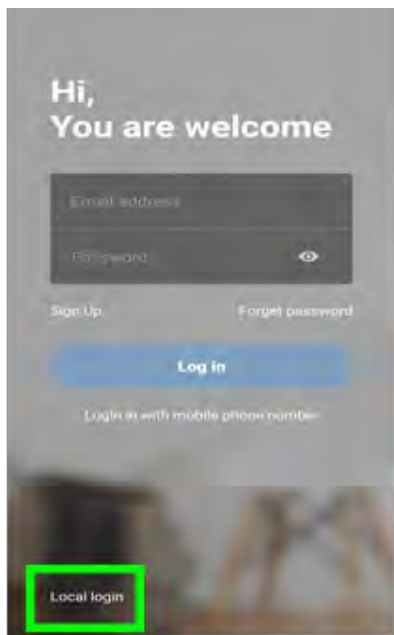 Hi,
You are welcome
Email address
Password
Sign Up
Forget password
Log in
Login in with mobile phone number
Local login